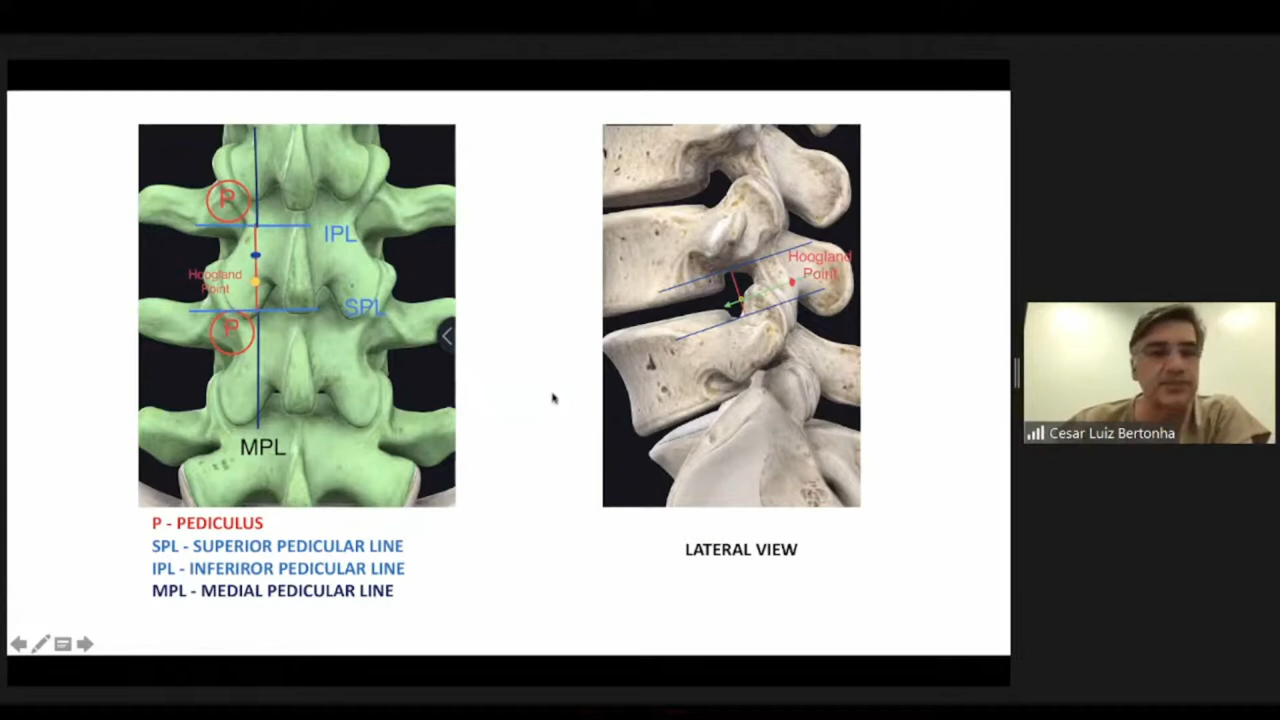 P
IPL
Hoogland
Point
SPL
P
MPL
P - PEDICULUS
SPL - SUPERIOR PEDICULAR LINE
IPL - INFERIROR PEDICULAR LINE
MPL - MEDIAL PEDICULAR LINE
Hoogland
Point
LATERAL VIEW
Cesar Luiz Bertonha